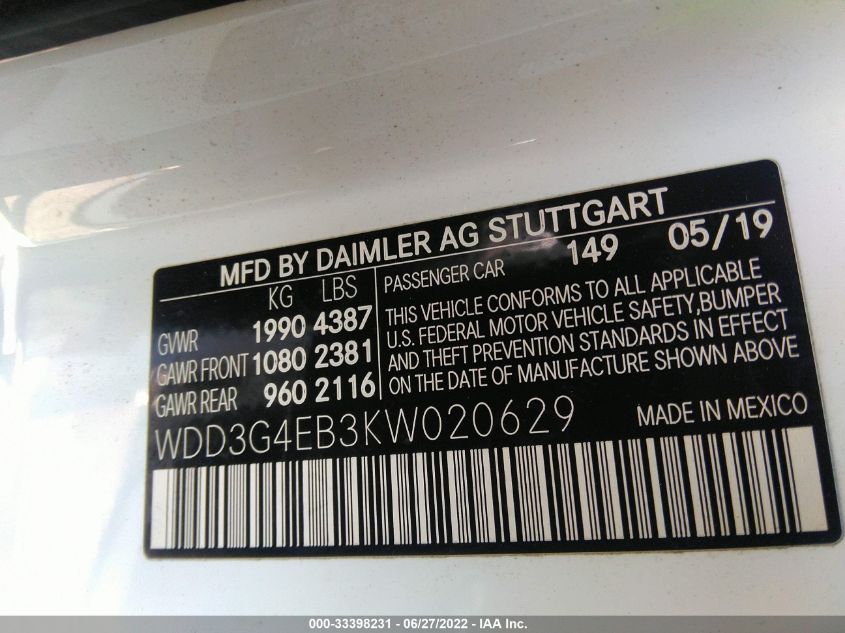 MFD BY DAIMLER AG STUTTGART
KG LBS
GVWR 1990 4387
GAWR FRONT 1080 2381
GAWR REAR 960 2116
PASSENGER CAR 149 05/19
THIS VEHICLE CONFORMS TO ALL APPLICABLE
U.S. FEDERAL MOTOR VEHICLE SAFETY,BUMPER
AND THEFT PREVENTION STANDARDS IN EFFECT
ON THE DATE OF MANUFACTURE SHOWN ABOVE
WDD3G4EB3KW020629 MADE IN MEXICO
000-33398231 - 06/27/2022 - IAA Inc.